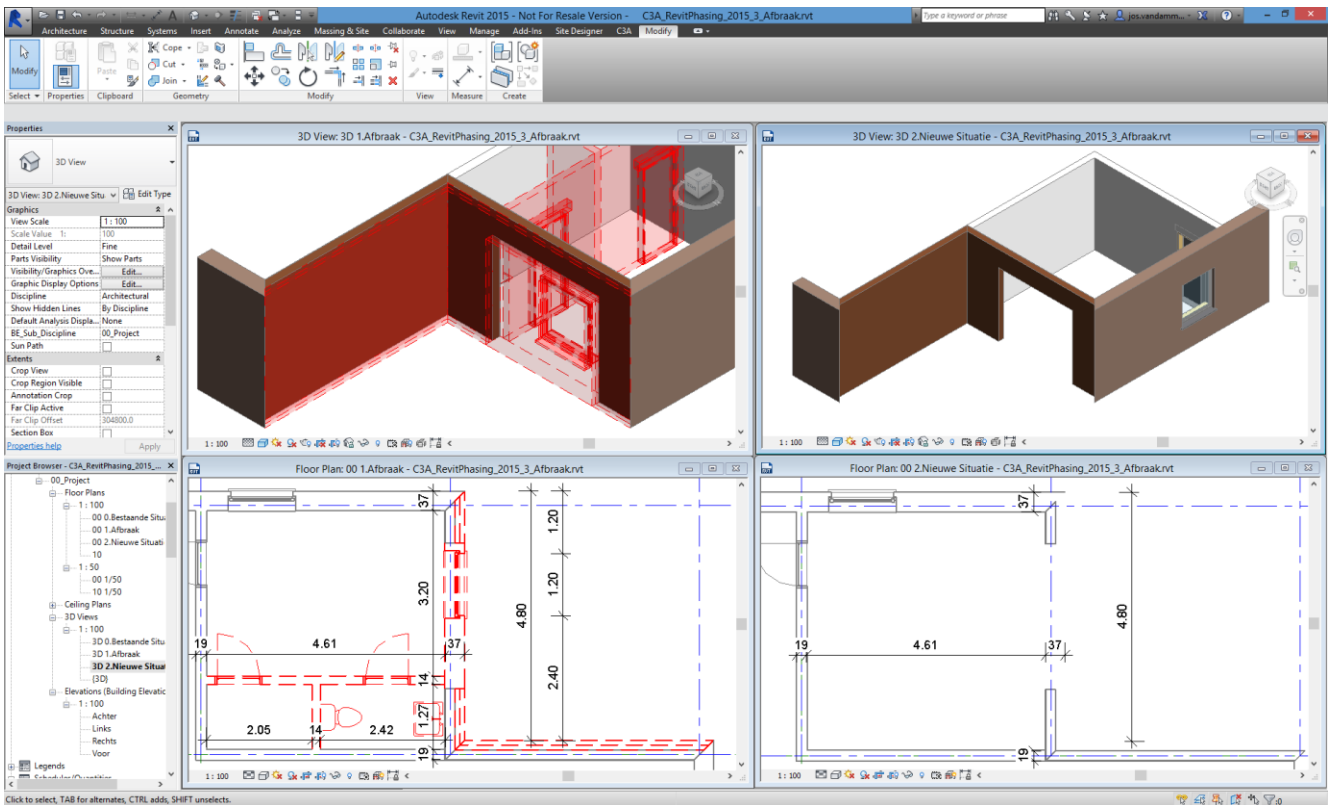 Autodesk Revit 2015 - Not For Resale Version - C3A_RevitPhasing_2015_3_Afbraak.rvt
Type a keyword or phrase
jos.vandamm...
Architecture Structure Systems Insert Annotate Analyze Massing & Site Collaborate View Manage Add-Ins Site Designer C3A Modify
Modify
Paste
Cope
Cut
Join
Select Properties Clipboard Geometry Modify View Measure Create
Properties
3D View
3D View: 3D 2.Nieuwe Situ
Edit Type
Graphics
View Scale 1 : 100
Scale Value 1: 100
Detail Level Fine
Parts Visibility Show Parts
Visibility/Graphics Ove... Edit...
Graphic Display Options Edit...
Discipline Architectural
Show Hidden Lines By Discipline
Default Analysis Displa... None
BE_Sub_Discipline 00_Project
Sun Path
Extents
Crop View
Crop Region Visible
Annotation Crop
Far Clip Active
Far Clip Offset 304800.0
Section Box
Properties help Apply
Project Browser - C3A_RevitPhasing_2015_...
00_Project
Floor Plans
1 : 100
00 0.Bestaande Situ
00 1.Afbraak
00 2.Nieuwe Situati
10
1 : 50
00 1/50
10 1/50
Ceiling Plans
3D Views
1 : 100
3D 0.Bestaande Situ
3D 1.Afbraak
3D 2.Nieuwe Situa
{3D}
Elevations (Building Elevatic
1 : 100
Achter
Links
Rechts
Voor
Legends
3D View: 3D 1.Afbraak - C3A_RevitPhasing_2015_3_Afbraak.rvt
1 : 100
3D View: 3D 2.Nieuwe Situatie - C3A_RevitPhasing_2015_3_Afbraak.rvt
1 : 100
Floor Plan: 00 1.Afbraak - C3A_RevitPhasing_2015_3_Afbraak.rvt
37
1.20
3.20
1.20
4.80
19 4.61 37
2.40
14
1.27
2.05 14 2.42
19
1 : 100
Floor Plan: 00 2.Nieuwe Situatie - C3A_RevitPhasing_2015_3_Afbraak.rvt
37
4.80
19 4.61 37
19
1 : 100
Click to select, TAB for alternates, CTRL adds, SHIFT unselects.
:0